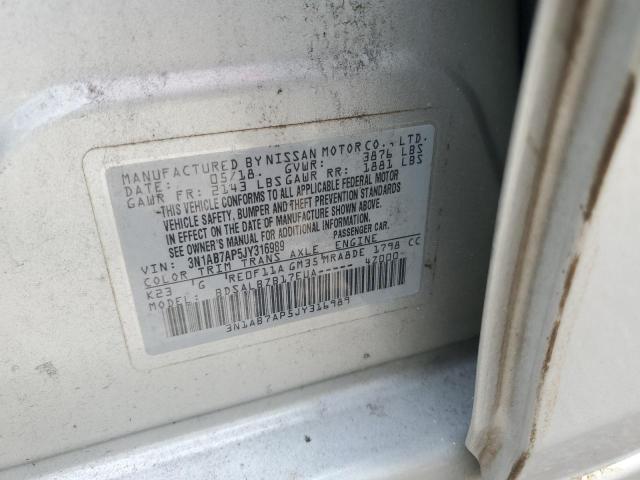 MANUFACTURED BY NISSAN MOTOR CO., LTD.
DATE: 05/18. GVWR: 3876 LBS
GAWR FR: 2143 LBS GAWR RR: 1881 LBS
THIS VEHICLE CONFORMS TO ALL APPLICABLE FEDERAL MOTOR
VEHICLE SAFETY, BUMPER AND THEFT PREVENTION STANDARDS
IN EFFECT ON THE DATE OF MANUFACTURE SHOWN ABOVE.
SEE OWNER'S MANUAL OR ADDITIONAL INFORMATION.
VIN: 3N1AB7AP5JY316989 PASSENGER CAR.
COLOR TRIM TRANS AXLE ENGINE
K23 G RE0F11A GM35 MRA8DE 1798 CC
MODEL: BDSALBZB17EUA----- 47000--
3N1AB7AP5JY316989